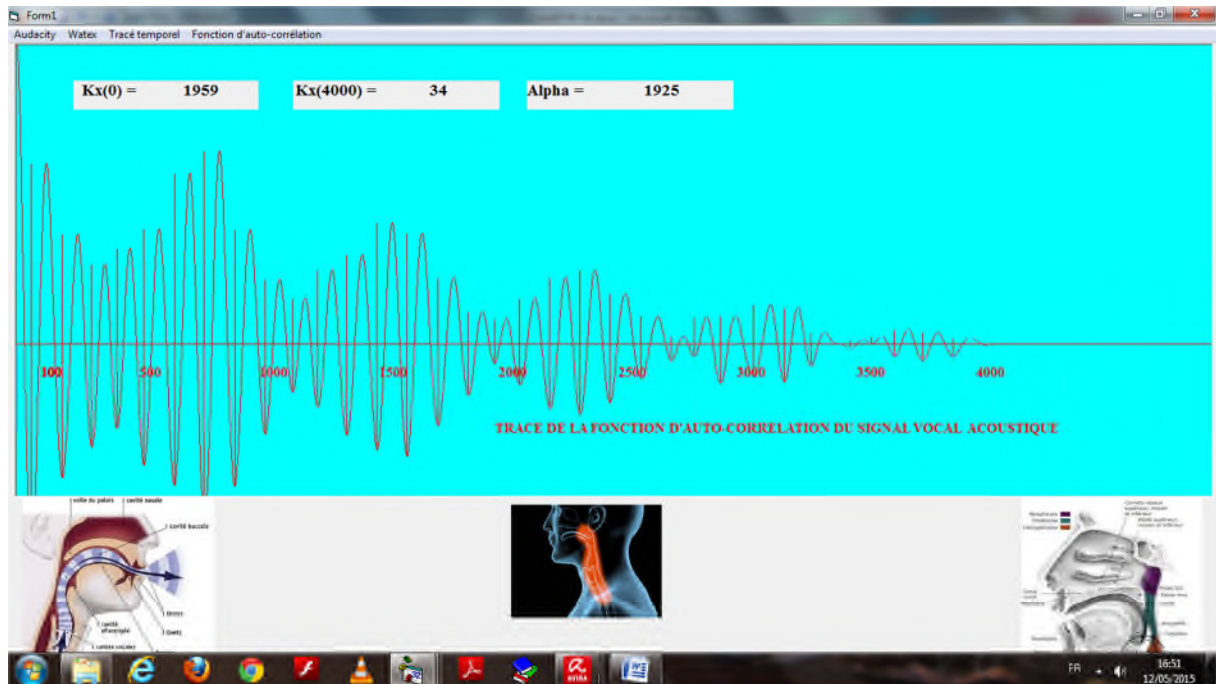 Form1
Audacity Watex Tracé temporel Fonction d'auto-corrélation
Kx(0) = 1959 Kx(4000) = 34 Alpha = 1925
100 500 1000 1500 2000 2500 3000 3500 4000
TRACE DE LA FONCTION D'AUTO-CORRELATION DU SIGNAL VOCAL ACOUSTIQUE
voile du palais cavité nasale
cavité buccale
cavité
FR 16:51
12/05/2015